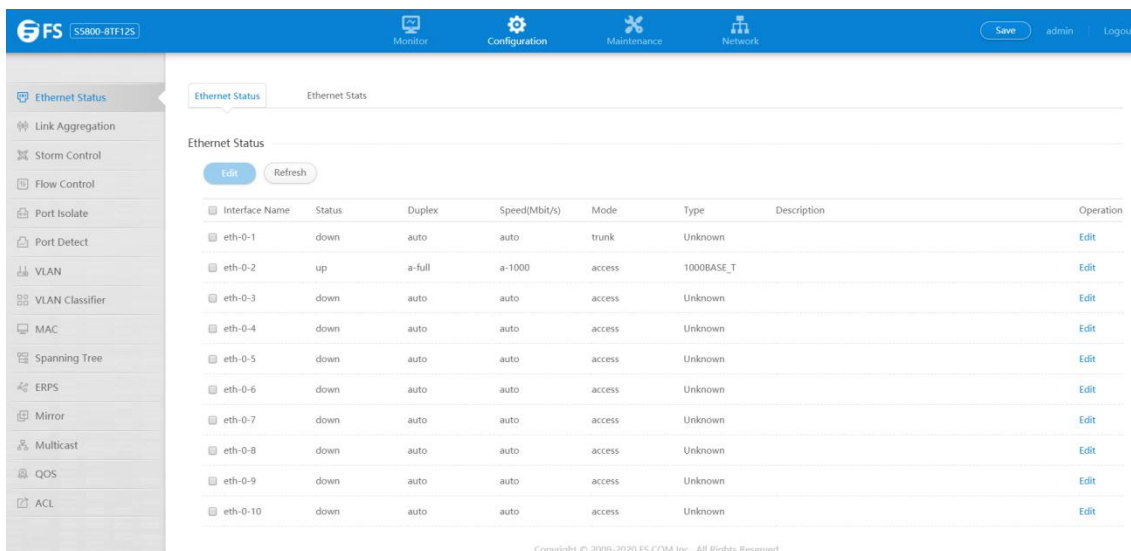 FS S5800-8TF12S Monitor Configuration Maintenance Network Save admin Logou
Ethernet Status
Link Aggregation
Storm Control
Flow Control
Port Isolate
Port Detect
VLAN
VLAN Classifier
MAC
Spanning Tree
ERPS
Mirror
Multicast
QOS
ACL
Ethernet Status Ethernet Stats
Ethernet Status
Edit Refresh
Interface Name Status Duplex Speed(Mbit/s) Mode Type Description Operation
eth-0-1 down auto auto trunk Unknown Edit
eth-0-2 up a-full a-1000 access 1000BASE_T Edit
eth-0-3 down auto auto access Unknown Edit
eth-0-4 down auto auto access Unknown Edit
eth-0-5 down auto auto access Unknown Edit
eth-0-6 down auto auto access Unknown Edit
eth-0-7 down auto auto access Unknown Edit
eth-0-8 down auto auto access Unknown Edit
eth-0-9 down auto auto access Unknown Edit
eth-0-10 down auto auto access Unknown Edit
Copyright © 2009-2020 FS.COM Inc. All Rights Reserved